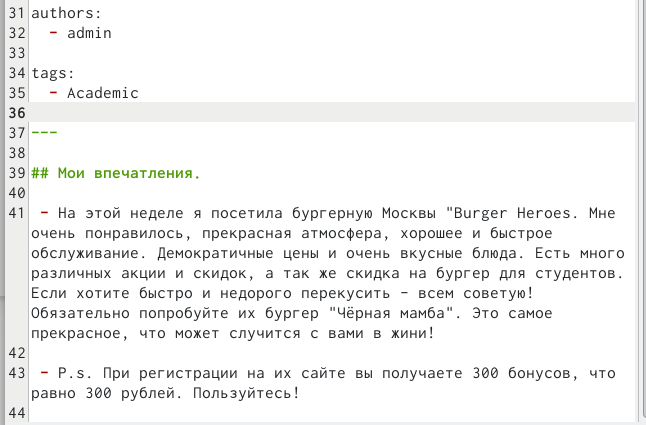 31 authors:
32   - admin
33
34 tags:
35   - Academic
36
37 ---
38
39 ## Мои впечатления.
40
41  - На этой неделе я посетила бургерную Москвы "Burger Heroes. Мне
очень понравилось, прекрасная атмосфера, хорошее и быстрое
обслуживание. Демократичные цены и очень вкусные блюда. Есть много
различных акции и скидок, а так же скидка на бургер для студентов.
Если хотите быстро и недорого перекусить - всем советую!
Обязательно попробуйте их бургер "Чёрная мамба". Это самое
прекрасное, что может случится с вами в жини!
42
43  - P.s. При регистрации на их сайте вы получаете 300 бонусов, что
равно 300 рублей. Пользуйтесь!
44